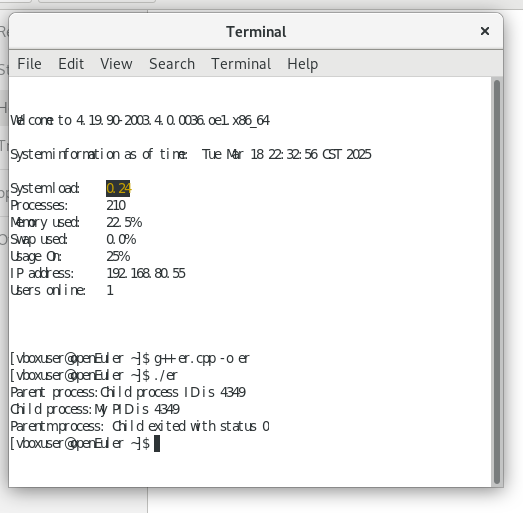 Terminal
File Edit View Search Terminal Help
Welcome to 4.19.90-2003.4.0.0036.oe1.x86_64
System information as of time: Tue Mar 18 22:32:56 CST 2025
System load: 0.24
Processes: 210
Memory used: 22.5%
Swap used: 0.0%
Usage On: 25%
IP address: 192.168.80.55
Users online: 1
[vboxuser@openEuler ~]$ g++ er.cpp -o er
[vboxuser@openEuler ~]$ ./er
Parent process:Child process ID is 4349
Child process:My PID is 4349
Parentmprocess: Child exited with status 0
[vboxuser@openEuler ~]$